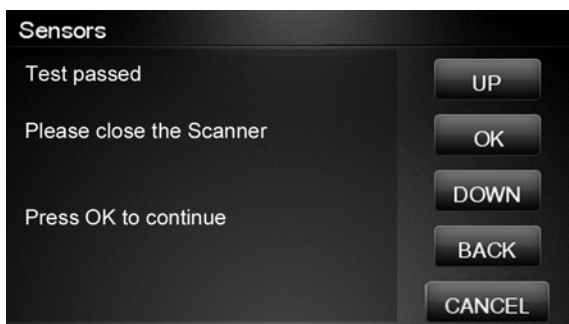 Sensors
Test passed
Please close the Scanner
Press OK to continue
UP
OK
DOWN
BACK
CANCEL